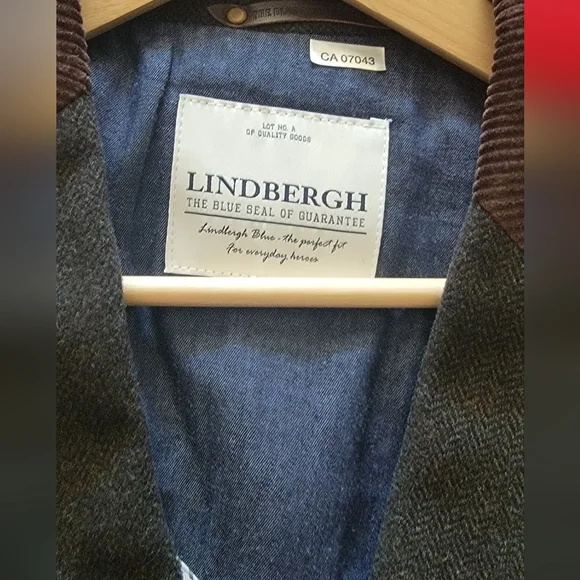 CA 07043
LOT NO. A
OF QUALITY GOODS
LINDBERGH
THE BLUE SEAL OF GUARANTEE
Lindbergh Blue - the perfect fit
For everyday heroes